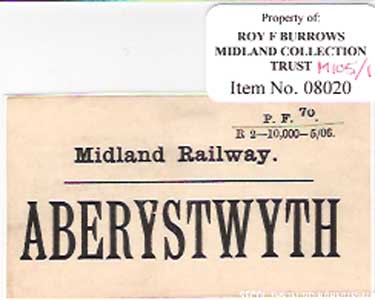 Property of:
ROY F BURROWS
MIDLAND COLLECTION
TRUST M105/1
Item No. 08020
P. F. 70.
R 2—10,000—5/06.
Midland Railway.
ABERYSTWYTH